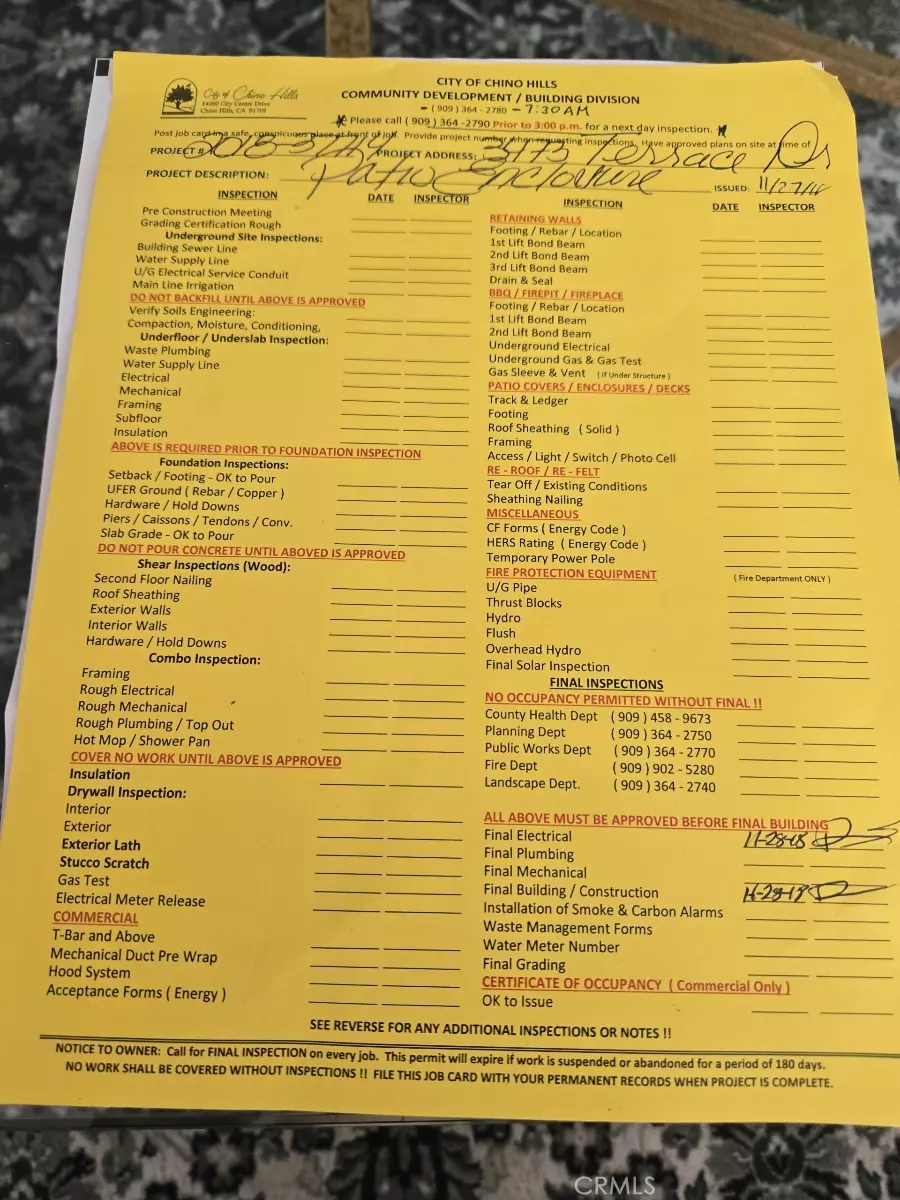 CITY OF CHINO HILLS
COMMUNITY DEVELOPMENT / BUILDING DIVISION
City of Chino Hills
14000 City Center Drive
Chino Hills, CA 91709
– ( 909 ) 364 - 2780 – 7:30AM
Please call ( 909 ) 364 -2790 Prior to 3:00 p.m. for a next day inspection.
Post job card in a safe, conspicuous place at front of job. Provide project number when requesting inspections. Have approved plans on site at time of
PROJECT # PROJECT ADDRESS: Terrace Dr
PROJECT DESCRIPTION: Patio Enclosure ISSUED: 11/27/18
INSPECTION DATE INSPECTOR
Pre Construction Meeting
Grading Certification Rough
Underground Site Inspections:
Building Sewer Line
Water Supply Line
U/G Electrical Service Conduit
Main Line Irrigation
DO NOT BACKFILL UNTIL ABOVE IS APPROVED
Verify Soils Engineering:
Compaction, Moisture, Conditioning,
Underfloor / Underslab Inspection:
Waste Plumbing
Water Supply Line
Electrical
Mechanical
Framing
Subfloor
Insulation
ABOVE IS REQUIRED PRIOR TO FOUNDATION INSPECTION
Foundation Inspections:
Setback / Footing - OK to Pour
UFER Ground ( Rebar / Copper )
Hardware / Hold Downs
Piers / Caissons / Tendons / Conv.
Slab Grade - OK to Pour
DO NOT POUR CONCRETE UNTIL ABOVED IS APPROVED
Shear Inspections (Wood):
Second Floor Nailing
Roof Sheathing
Exterior Walls
Interior Walls
Hardware / Hold Downs
Combo Inspection:
Framing
Rough Electrical
Rough Mechanical
Rough Plumbing / Top Out
Hot Mop / Shower Pan
COVER NO WORK UNTIL ABOVE IS APPROVED
Insulation
Drywall Inspection:
Interior
Exterior
Exterior Lath
Stucco Scratch
Gas Test
Electrical Meter Release
COMMERCIAL
T-Bar and Above
Mechanical Duct Pre Wrap
Hood System
Acceptance Forms ( Energy )
INSPECTION DATE INSPECTOR
RETAINING WALLS
Footing / Rebar / Location
1st Lift Bond Beam
2nd Lift Bond Beam
3rd Lift Bond Beam
Drain & Seal
BBQ / FIREPIT / FIREPLACE
Footing / Rebar / Location
1st Lift Bond Beam
2nd Lift Bond Beam
Underground Electrical
Underground Gas & Gas Test
Gas Sleeve & Vent ( If Under Structure )
PATIO COVERS / ENCLOSURES / DECKS
Track & Ledger
Footing
Roof Sheathing ( Solid )
Framing
Access / Light / Switch / Photo Cell
RE - ROOF / RE - FELT
Tear Off / Existing Conditions
Sheathing Nailing
MISCELLANEOUS
CF Forms ( Energy Code )
HERS Rating ( Energy Code )
Temporary Power Pole
FIRE PROTECTION EQUIPMENT ( Fire Department ONLY )
U/G Pipe
Thrust Blocks
Hydro
Flush
Overhead Hydro
Final Solar Inspection
FINAL INSPECTIONS
NO OCCUPANCY PERMITTED WITHOUT FINAL !!
County Health Dept ( 909 ) 458 - 9673
Planning Dept ( 909 ) 364 - 2750
Public Works Dept ( 909 ) 364 - 2770
Fire Dept ( 909 ) 902 - 5280
Landscape Dept. ( 909 ) 364 - 2740
ALL ABOVE MUST BE APPROVED BEFORE FINAL BUILDING
Final Electrical 11-28-18
Final Plumbing
Final Mechanical
Final Building / Construction 11-28-18
Installation of Smoke & Carbon Alarms
Waste Management Forms
Water Meter Number
Final Grading
CERTIFICATE OF OCCUPANCY ( Commercial Only )
OK to Issue
SEE REVERSE FOR ANY ADDITIONAL INSPECTIONS OR NOTES !!
NOTICE TO OWNER: Call for FINAL INSPECTION on every job. This permit will expire if work is suspended or abandoned for a period of 180 days.
NO WORK SHALL BE COVERED WITHOUT INSPECTIONS !! FILE THIS JOB CARD WITH YOUR PERMANENT RECORDS WHEN PROJECT IS COMPLETE.
CRMLS